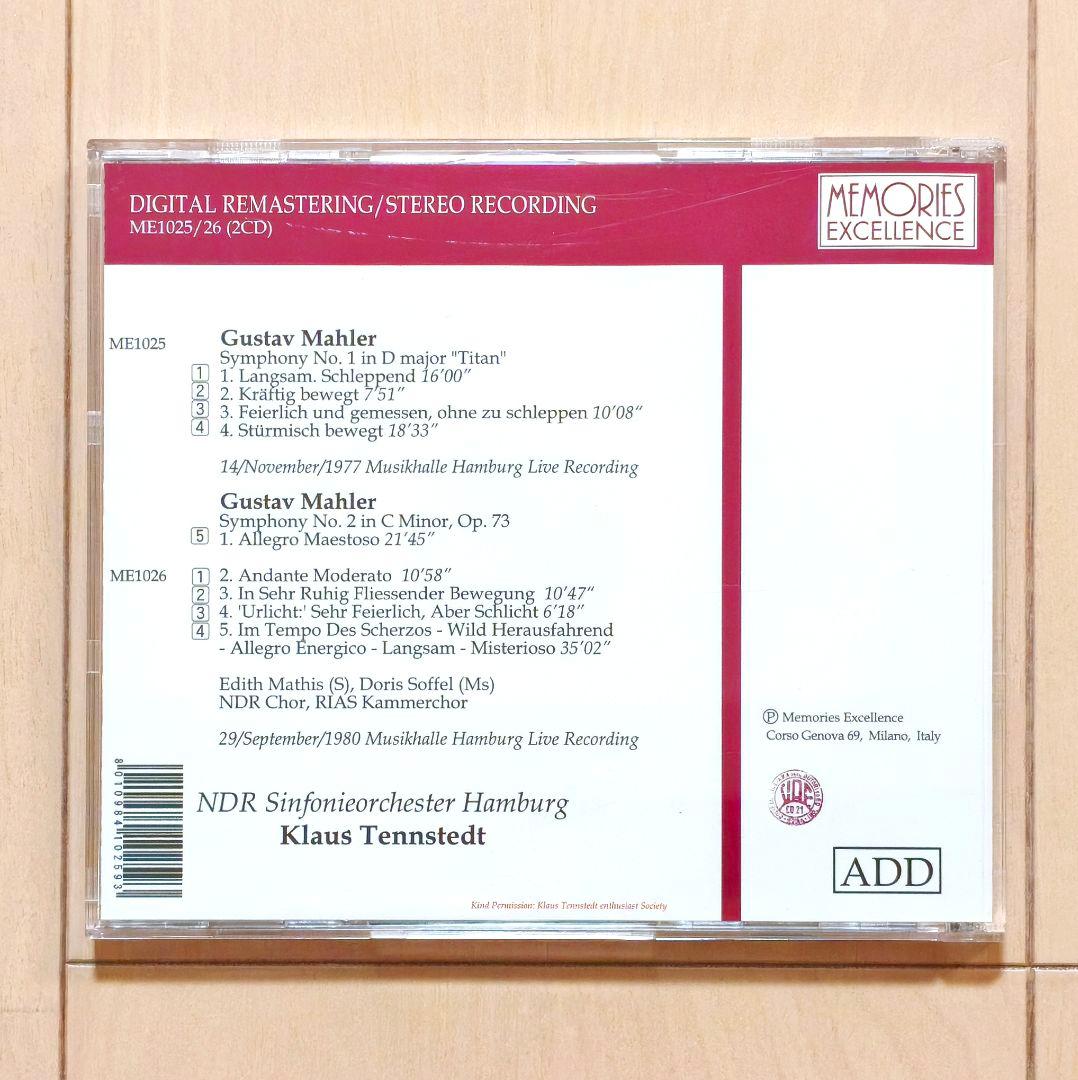 DIGITAL REMASTERING/STEREO RECORDING
ME1025/26 (2CD)
MEMORIES
EXCELLENCE
ME1025
Gustav Mahler
Symphony No. 1 in D major "Titan"
1 1. Langsam. Schleppend 16'00"
2 2. Kräftig bewegt 7'51"
3 3. Feierlich und gemessen, ohne zu schleppen 10'08"
4 4. Stürmisch bewegt 18'33"
14/November/1977 Musikhalle Hamburg Live Recording
Gustav Mahler
Symphony No. 2 in C Minor, Op. 73
5 1. Allegro Maestoso 21'45"
ME1026 1 2. Andante Moderato 10'58"
2 3. In Sehr Ruhig Fliessender Bewegung 10'47"
3 4. 'Urlicht:' Sehr Feierlich, Aber Schlicht 6'18"
4 5. Im Tempo Des Scherzos - Wild Herausfahrend
- Allegro Energico - Langsam - Misterioso 35'02"
Edith Mathis (S), Doris Soffel (Ms)
NDR Chor, RIAS Kammerchor
29/September/1980 Musikhalle Hamburg Live Recording
NDR Sinfonieorchester Hamburg
Klaus Tennstedt
Kind Permission: Klaus Tennstedt enthusiast Society
8010984102593
Ⓟ Memories Excellence
Corso Genova 69, Milano, Italy
CD 21
ADD